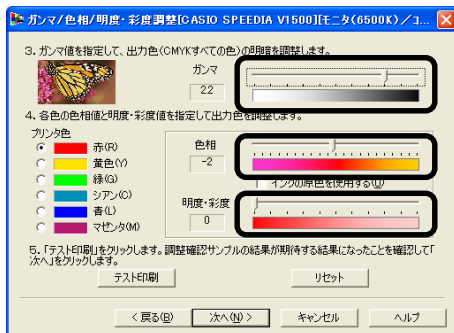 ガンマ/色相/明度・彩度調整[CASIO SPEEDIA V1500][モニタ(6500K)/コ...
3. ガンマ値を指定して、出力色(CMYKすべての色)の明暗を調整します。
ガンマ
2.2
4. 各色の色相値と明度・彩度値を指定して出力色を調整します。
プリンタ色
赤(R)
黄色(Y)
緑(G)
シアン(C)
青(L)
マゼンタ(M)
色相
-2
インクの原色を使用する(U)
明度・彩度
0
5. 「テスト印刷」をクリックします。調整確認サンプルの結果が期待する結果になったことを確認して「
次へ」をクリックします。
テスト印刷
リセット
< 戻る(B)
次へ(N) >
キャンセル
ヘルプ